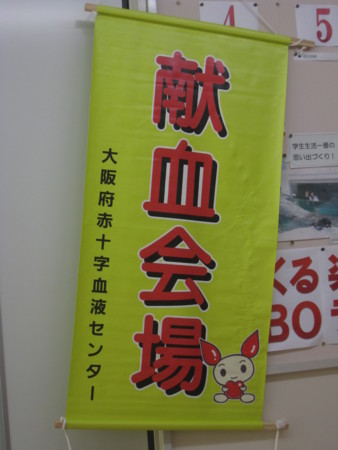 献血会場
大阪府赤十字血液センター
4
5
学生生活一番の
思い出づくり！
くる
BO